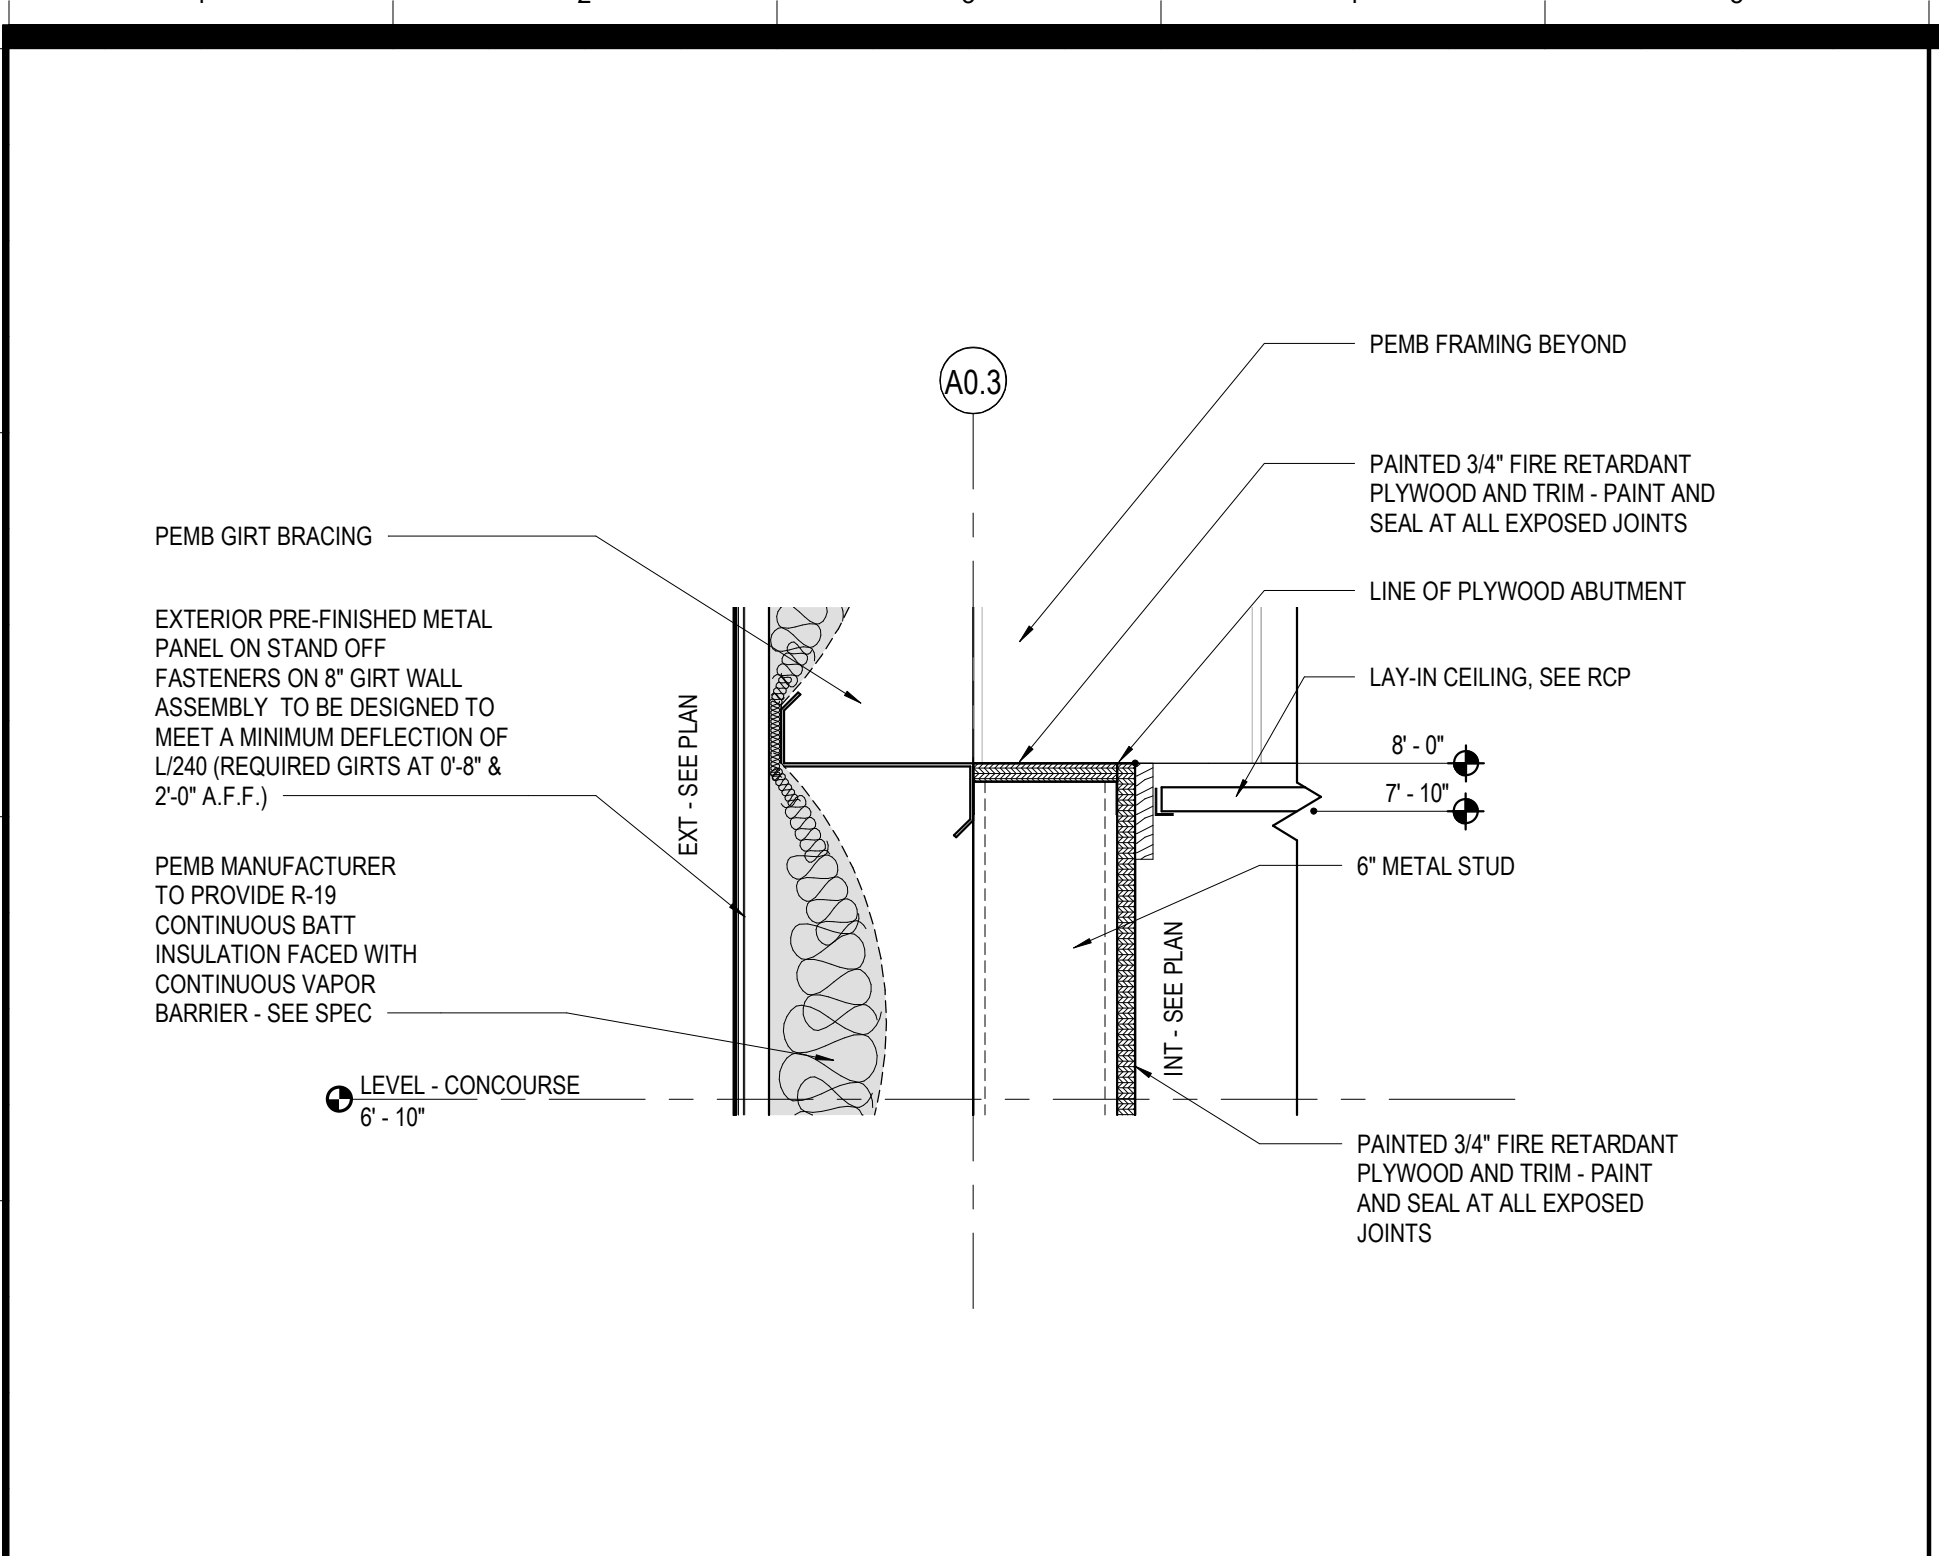 PEMB FRAMING BEYOND
A0.3
PAINTED 3/4" FIRE RETARDANT
PLYWOOD AND TRIM - PAINT AND
SEAL AT ALL EXPOSED JOINTS
PEMB GIRT BRACING
LINE OF PLYWOOD ABUTMENT
EXTERIOR PRE-FINISHED METAL
PANEL ON STAND OFF
FASTENERS ON 8" GIRT WALL
ASSEMBLY TO BE DESIGNED TO
MEET A MINIMUM DEFLECTION OF
L/240 (REQUIRED GIRTS AT 0'-8" &
2'-0" A.F.F.)
EXT - SEE PLAN
LAY-IN CEILING, SEE RCP
8' - 0"
7' - 10"
PEMB MANUFACTURER
TO PROVIDE R-19
CONTINUOUS BATT
INSULATION FACED WITH
CONTINUOUS VAPOR
BARRIER - SEE SPEC
6" METAL STUD
INT - SEE PLAN
LEVEL - CONCOURSE
6' - 10"
PAINTED 3/4" FIRE RETARDANT
PLYWOOD AND TRIM - PAINT
AND SEAL AT ALL EXPOSED
JOINTS